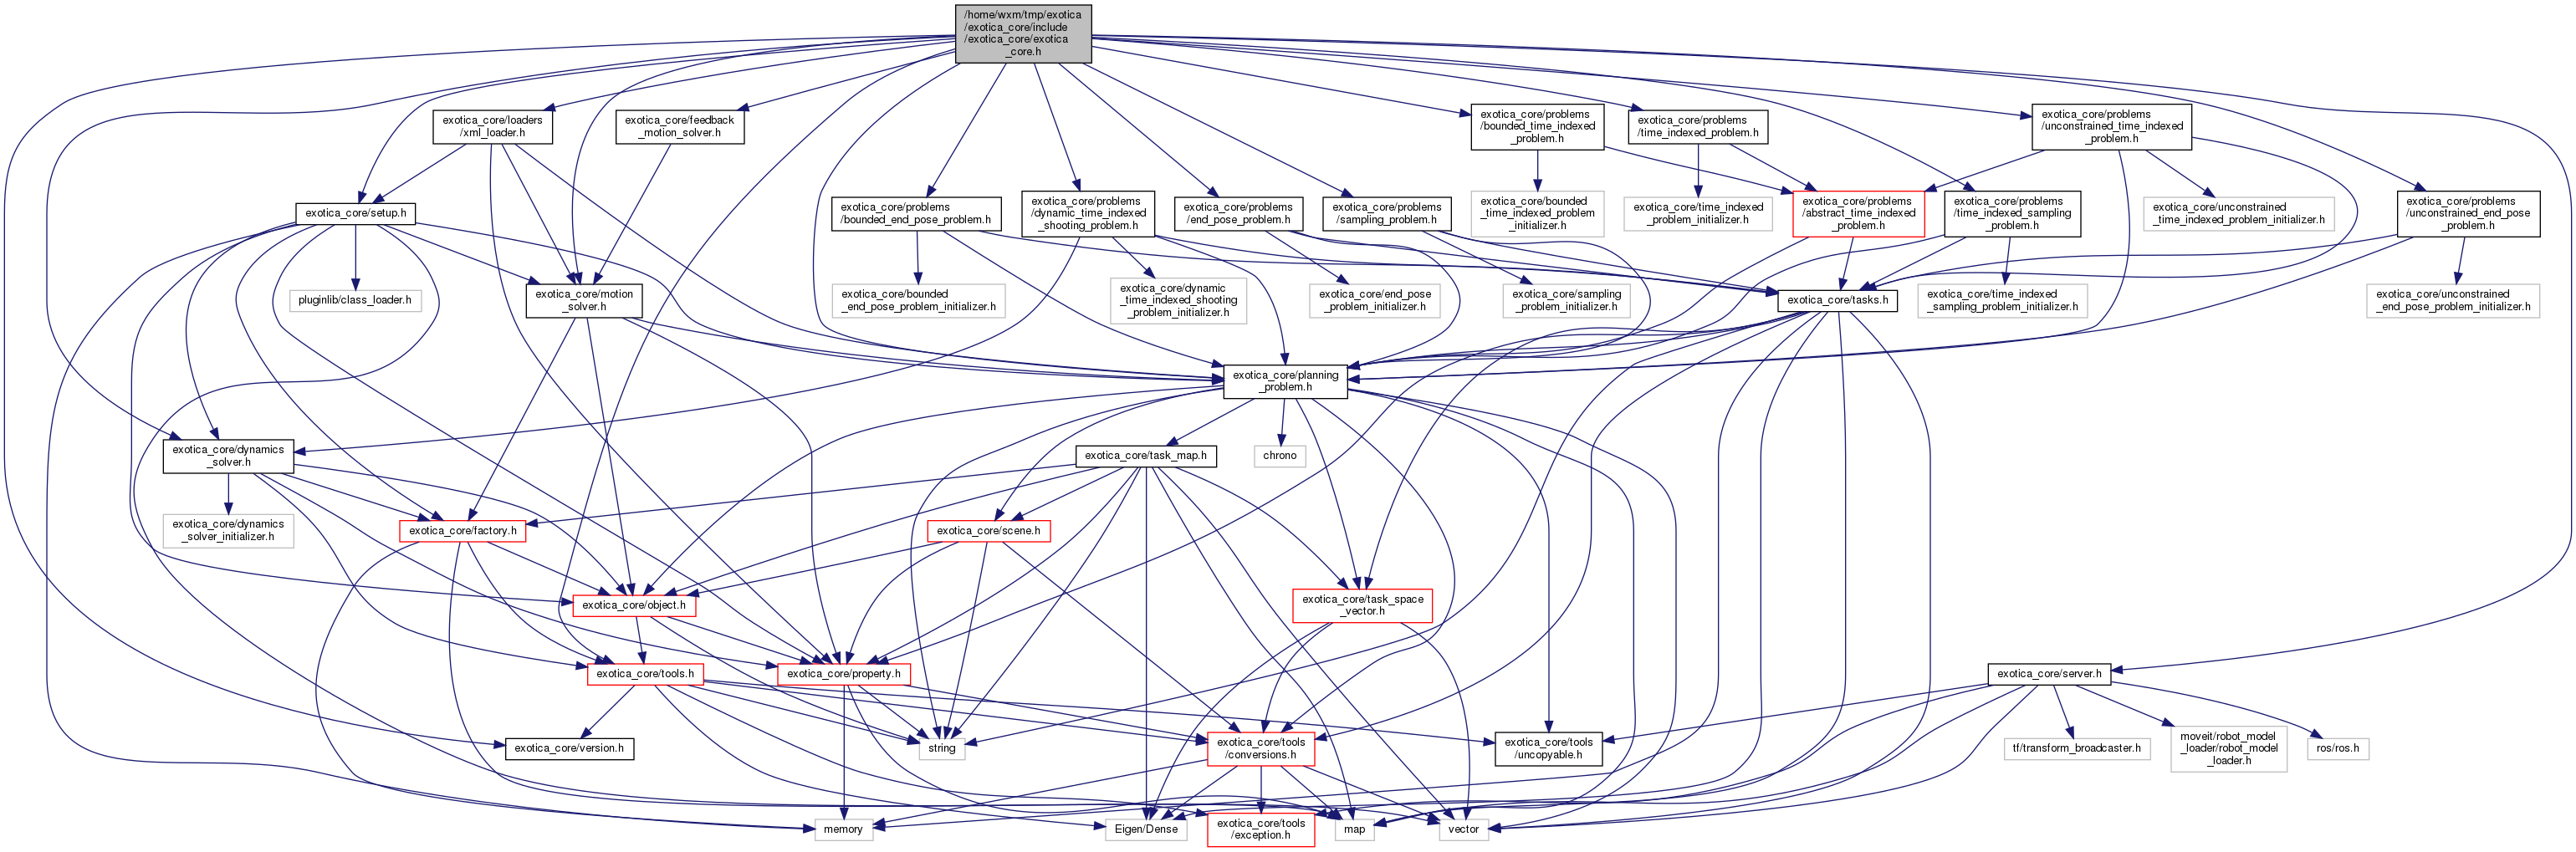 /home/wxm/tmp/exotica
/exotica_core/include
/exotica_core/exotica
_core.h
exotica_core/loaders
/xml_loader.h
exotica_core/feedback
_motion_solver.h
exotica_core/problems
/bounded_time_indexed
_problem.h
exotica_core/problems
/time_indexed_problem.h
exotica_core/problems
/unconstrained_time_indexed
_problem.h
exotica_core/setup.h
exotica_core/problems
/bounded_end_pose_problem.h
exotica_core/problems
/dynamic_time_indexed
_shooting_problem.h
exotica_core/problems
/end_pose_problem.h
exotica_core/problems
/sampling_problem.h
exotica_core/bounded
_time_indexed_problem
_initializer.h
exotica_core/time_indexed
_problem_initializer.h
exotica_core/problems
/abstract_time_indexed
_problem.h
exotica_core/problems
/time_indexed_sampling
_problem.h
exotica_core/unconstrained
_time_indexed_problem_initializer.h
exotica_core/problems
/unconstrained_end_pose
_problem.h
pluginlib/class_loader.h
exotica_core/motion
_solver.h
exotica_core/bounded
_end_pose_problem_initializer.h
exotica_core/dynamic
_time_indexed_shooting
_problem_initializer.h
exotica_core/end_pose
_problem_initializer.h
exotica_core/sampling
_problem_initializer.h
exotica_core/tasks.h
exotica_core/time_indexed
_sampling_problem_initializer.h
exotica_core/unconstrained
_end_pose_problem_initializer.h
exotica_core/planning
_problem.h
exotica_core/dynamics
_solver.h
exotica_core/task_map.h
chrono
exotica_core/dynamics
_solver_initializer.h
exotica_core/factory.h
exotica_core/scene.h
exotica_core/object.h
exotica_core/task_space
_vector.h
exotica_core/tools.h
exotica_core/property.h
exotica_core/server.h
exotica_core/version.h
string
exotica_core/tools
/conversions.h
exotica_core/tools
/uncopyable.h
tf/transform_broadcaster.h
moveit/robot_model
_loader/robot_model
_loader.h
ros/ros.h
memory
Eigen/Dense
exotica_core/tools
/exception.h
map
vector